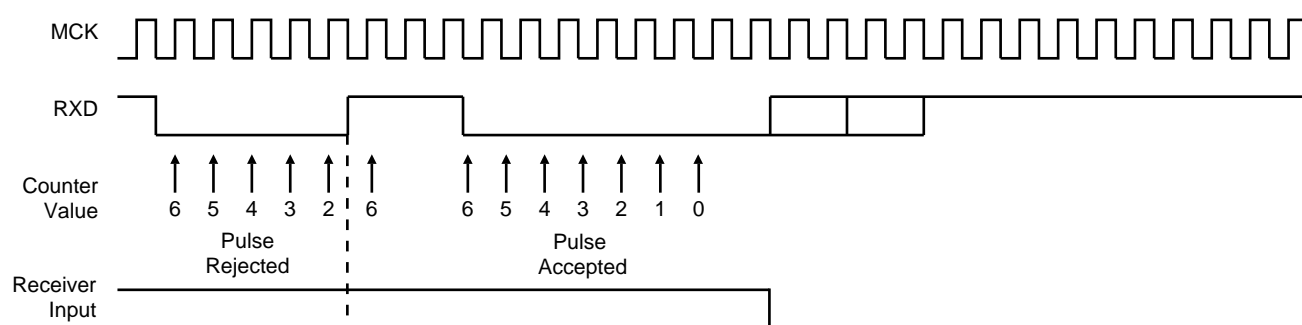 MCK
RXD
Counter
Value
6 5 4 3 2 6 6 5 4 3 2 1 0
Pulse
Rejected
Pulse
Accepted
Receiver
Input